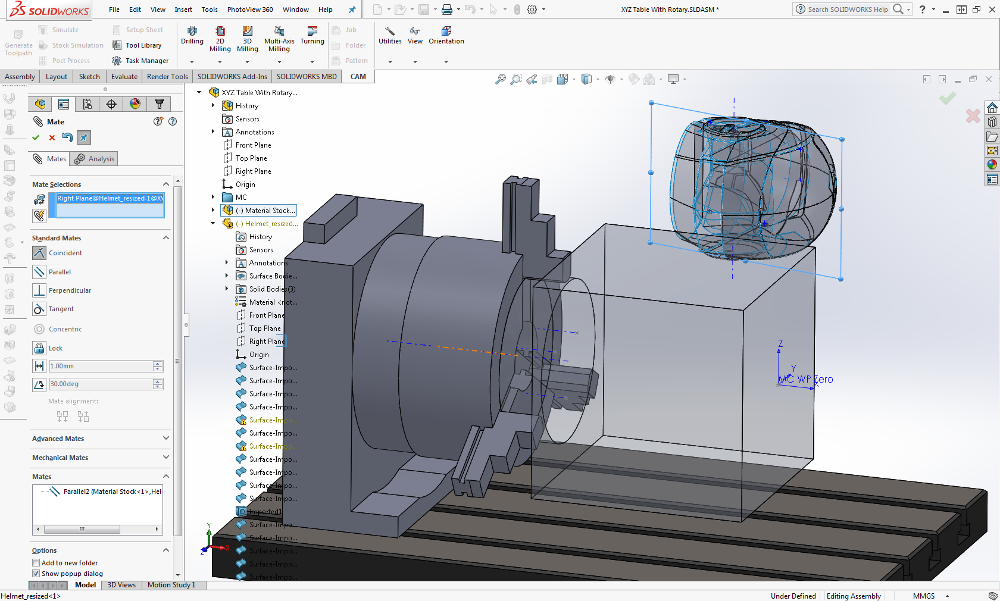 SOLIDWORKS
File Edit View Insert Tools PhotoView 360 Window Help
XYZ Table With Rotary.SLDASM *
Search SOLIDWORKS Help
Generate Toolpath
Simulate
Stock Simulation
Post Process
Setup Sheet
Tool Library
Task Manager
Drilling
2D Milling
3D Milling
Multi-Axis Milling
Turning
Job
Folder
Pattern
Utilities
View
Orientation
Assembly Layout Sketch Evaluate Render Tools SOLIDWORKS Add-Ins SOLIDWORKS MBD CAM
Mate
Mates Analysis
Mate Selections
Right Plane@Helmet_resized-1@XY
Standard Mates
Coincident
Parallel
Perpendicular
Tangent
Concentric
Lock
1.00mm
30.00deg
Mate alignment:
Advanced Mates
Mechanical Mates
Mates
Parallel2 (Material Stock<1>,Hel
Options
Add to new folder
Show popup dialog
XYZ Table With Rotary...
History
Sensors
Annotations
Front Plane
Top Plane
Right Plane
Origin
MC
(-) Material Stock...
(-) Helmet_resized...
History
Sensors
Annotations
Surface Bodie...
Solid Bodies(3)
Material <not...
Front Plane
Top Plane
Right Plane
Origin
Surface-Impo...
Surface-Impo...
Surface-Impo...
Surface-Impo...
Surface-Impo...
Surface-Impo...
Surface-Impo...
Surface-Impo...
Surface-Impo...
Surface-Impo...
Surface-Impo...
Imported1
Surface-Impo...
Surface-Impo...
Surface-Impo...
Surface-Impo...
Surface-Impo...
Z
Y
MC WP Zero
X
Y
X
Z
Model 3D Views Motion Study 1
Helmet_resized<1>
Under Defined Editing Assembly MMGS